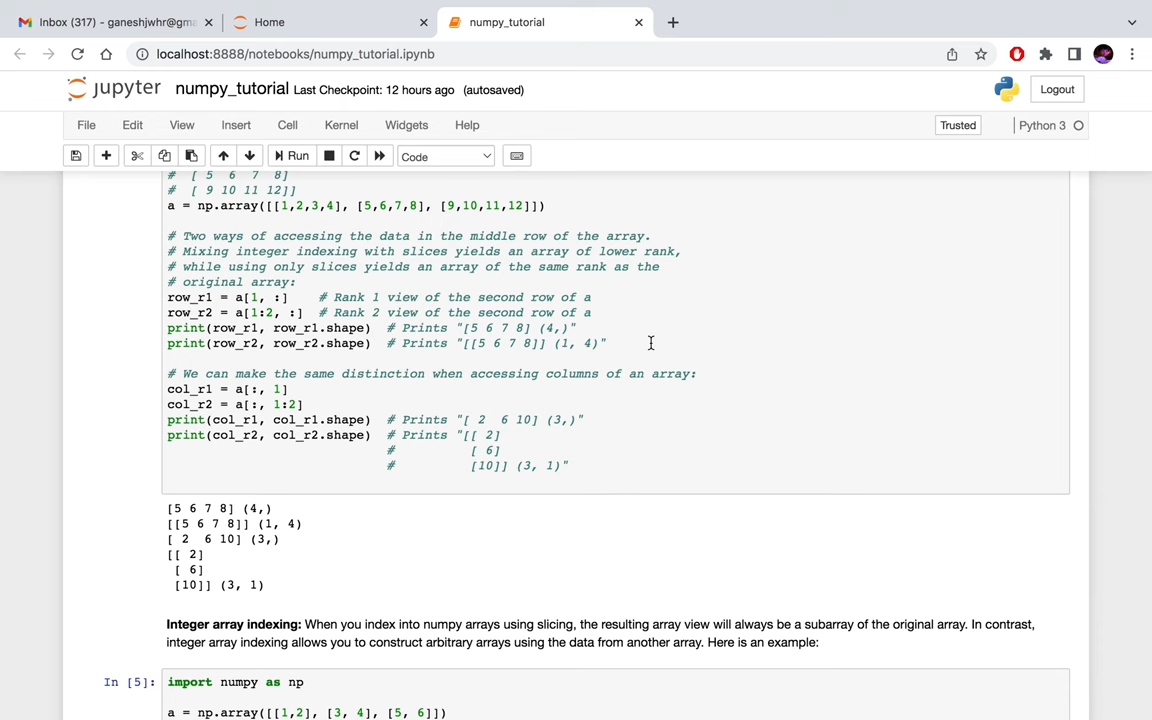 Inbox (317) - ganeshjwhr@gma
Home
numpy_tutorial
localhost:8888/notebooks/numpy_tutorial.ipynb
jupyter numpy_tutorial Last Checkpoint: 12 hours ago (autosaved)
Logout
File Edit View Insert Cell Kernel Widgets Help
Trusted
Python 3
Run
Code
# [ 5 6 7 8]
# [ 9 10 11 12]]
a = np.array([[1,2,3,4], [5,6,7,8], [9,10,11,12]])
# Two ways of accessing the data in the middle row of the array.
# Mixing integer indexing with slices yields an array of lower rank,
# while using only slices yields an array of the same rank as the
# original array:
row_r1 = a[1, :]    # Rank 1 view of the second row of a
row_r2 = a[1:2, :]  # Rank 2 view of the second row of a
print(row_r1, row_r1.shape)  # Prints "[5 6 7 8] (4,)"
print(row_r2, row_r2.shape)  # Prints "[[5 6 7 8]] (1, 4)"
# We can make the same distinction when accessing columns of an array:
col_r1 = a[:, 1]
col_r2 = a[:, 1:2]
print(col_r1, col_r1.shape)  # Prints "[ 2  6 10] (3,)"
print(col_r2, col_r2.shape)  # Prints "[[ 2]
#          [ 6]
#          [10]] (3, 1)"
[5 6 7 8] (4,)
[[5 6 7 8]] (1, 4)
[ 2  6 10] (3,)
[[ 2]
[ 6]
[10]] (3, 1)
Integer array indexing: When you index into numpy arrays using slicing, the resulting array view will always be a subarray of the original array. In contrast,
integer array indexing allows you to construct arbitrary arrays using the data from another array. Here is an example:
In [5]: import numpy as np
a = np.array([[1,2], [3, 4], [5, 6]])